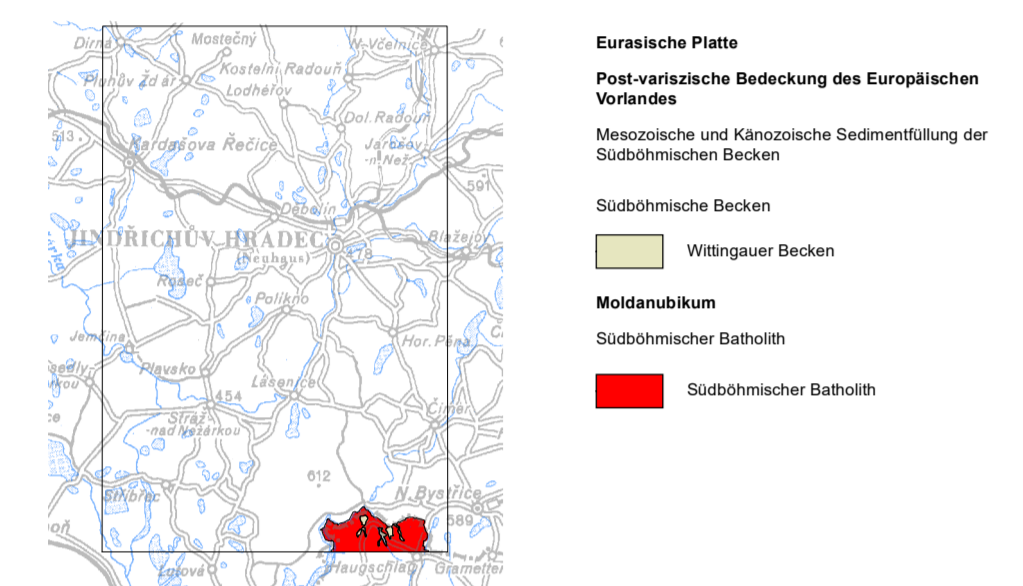 Dirná
Mostečný
N-Včelnice
Pluhův Ždár
Kostelní Radouň
Lodhéřov
Dol. Radouň
513
Kardašova Řečice
Jarošov-
-n.Než.
591
Děbolín
JINDŘICHŮV HRADEC
(Neuhaus)
478
Blažejov
Roseč
Polikno
Jemčina
Hor. Pěna
Plavsko
Lásenice
454
Číměř
Stráž-
-nad Nežárkou
612
Stříbřec
N. Bystřice
589
Lutová
Haugschlag
Grametten
Eurasische Platte
Post-variszische Bedeckung des Europäischen
Vorlandes
Mesozoische und Känozoische Sedimentfüllung der
Südböhmischen Becken
Südböhmische Becken
Wittingauer Becken
Moldanubikum
Südböhmischer Batholith
Südböhmischer Batholith